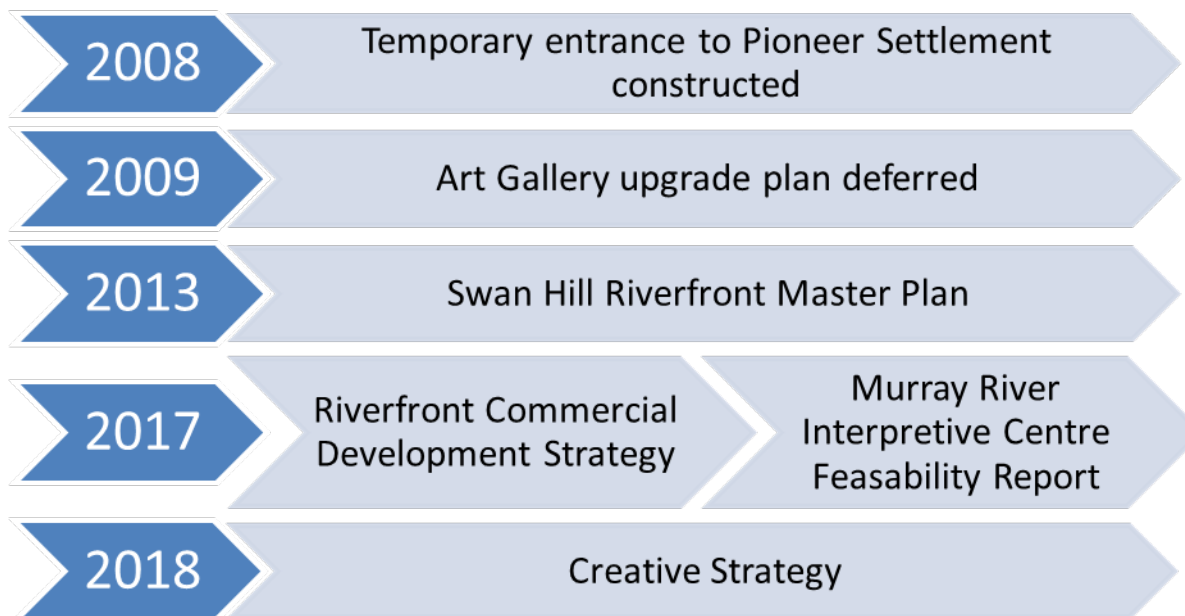 2008
Temporary entrance to Pioneer Settlement
constructed
2009
Art Gallery upgrade plan deferred
2013
Swan Hill Riverfront Master Plan
2017
Riverfront Commercial
Development Strategy
Murray River
Interpretive Centre
Feasability Report
2018
Creative Strategy